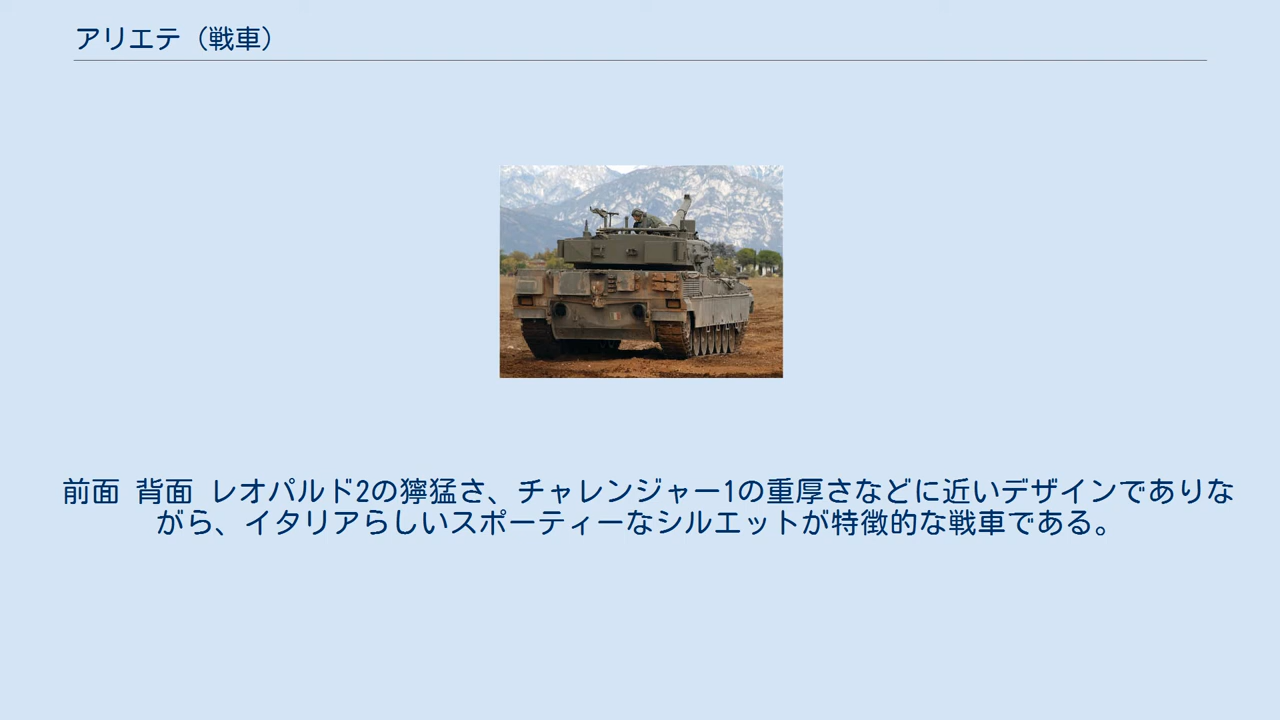 アリエテ（戦車）
前面 背面 レオパルド2の獰猛さ、チャレンジャー1の重厚さなどに近いデザインでありな
がら、イタリアらしいスポーティーなシルエットが特徴的な戦車である。